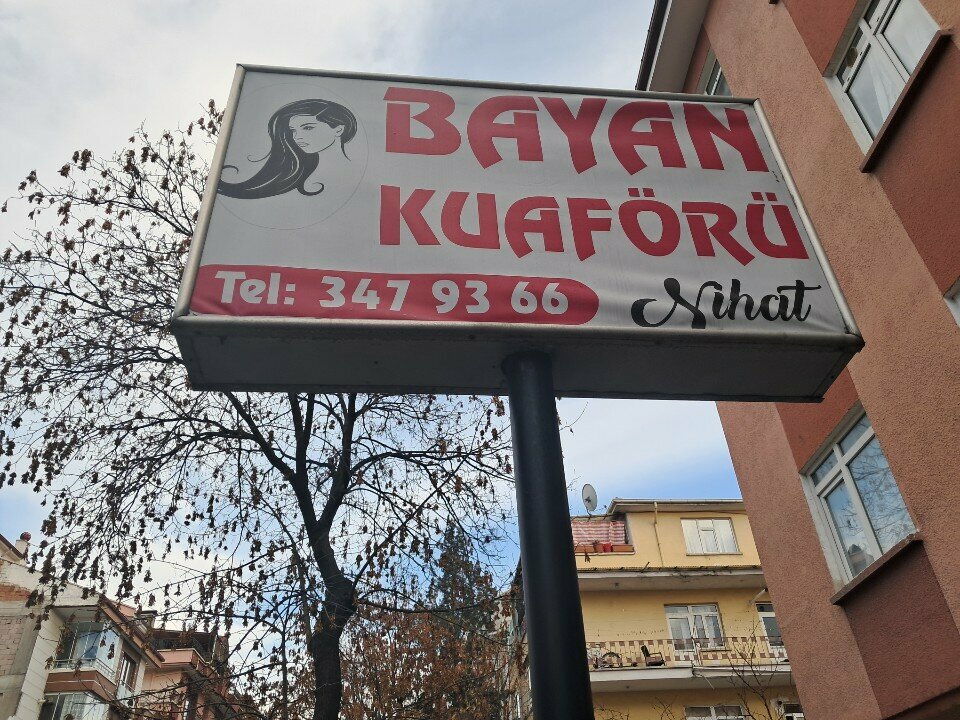 BAYAN
KUAFÖRÜ
Tel: 347 93 66
Nihat